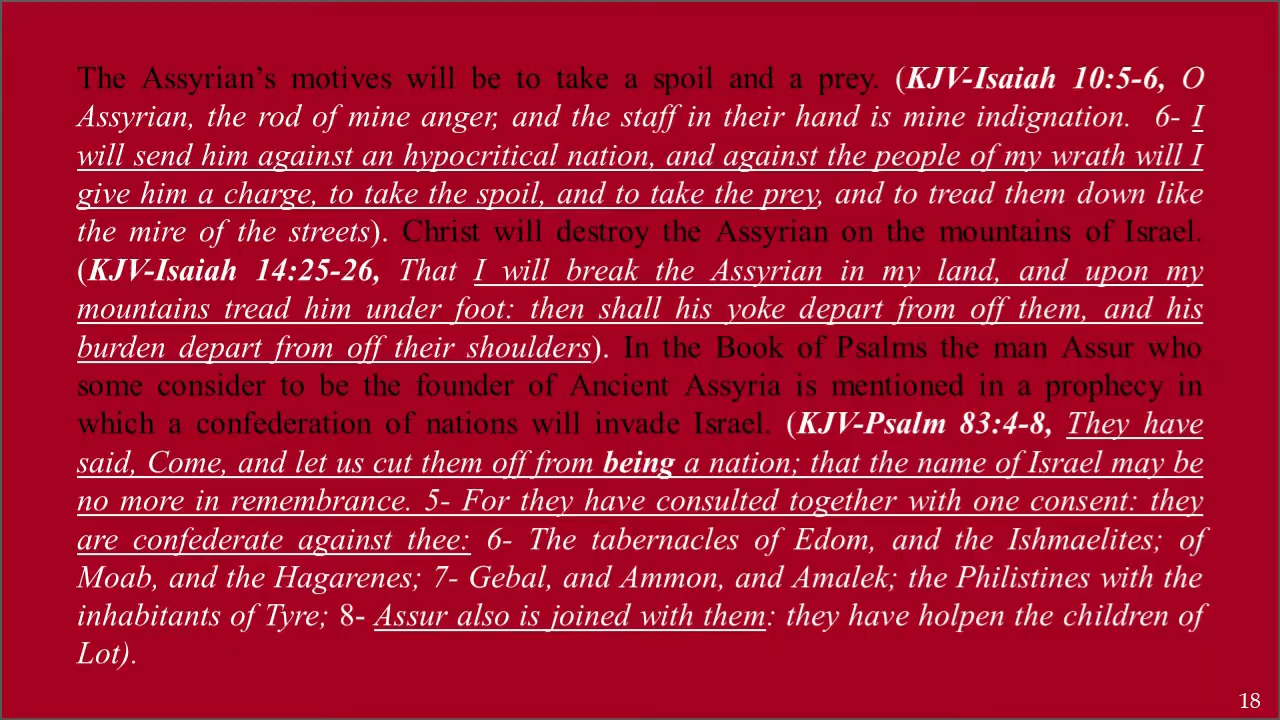 The Assyrian’s motives will be to take a spoil and a prey. (KJV-Isaiah 10:5-6, O
Assyrian, the rod of mine anger, and the staff in their hand is mine indignation. 6- I
will send him against an hypocritical nation, and against the people of my wrath will I
give him a charge, to take the spoil, and to take the prey, and to tread them down like
the mire of the streets). Christ will destroy the Assyrian on the mountains of Israel.
(KJV-Isaiah 14:25-26, That I will break the Assyrian in my land, and upon my
mountains tread him under foot: then shall his yoke depart from off them, and his
burden depart from off their shoulders). In the Book of Psalms the man Assur who
some consider to be the founder of Ancient Assyria is mentioned in a prophecy in
which a confederation of nations will invade Israel. (KJV-Psalm 83:4-8, They have
said, Come, and let us cut them off from being a nation; that the name of Israel may be
no more in remembrance. 5- For they have consulted together with one consent: they
are confederate against thee: 6- The tabernacles of Edom, and the Ishmaelites; of
Moab, and the Hagarenes; 7- Gebal, and Ammon, and Amalek; the Philistines with the
inhabitants of Tyre; 8- Assur also is joined with them: they have holpen the children of
Lot).
18